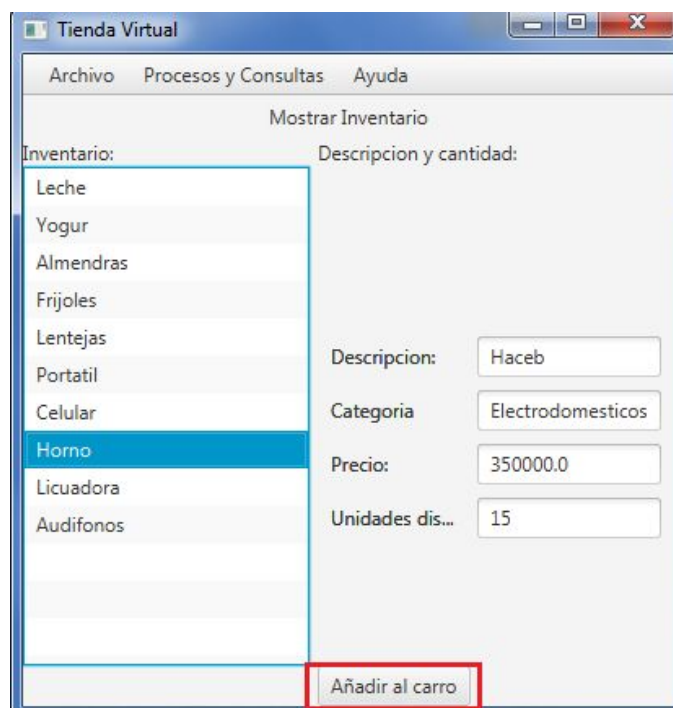 Tienda Virtual
Archivo Procesos y Consultas Ayuda
Mostrar Inventario
Inventario:
Descripcion y cantidad:
Leche
Yogur
Almendras
Frijoles
Lentejas
Portatil
Celular
Horno
Licuadora
Audifonos
Descripcion: Haceb
Categoria Electrodomesticos
Precio: 350000.0
Unidades dis... 15
Añadir al carro